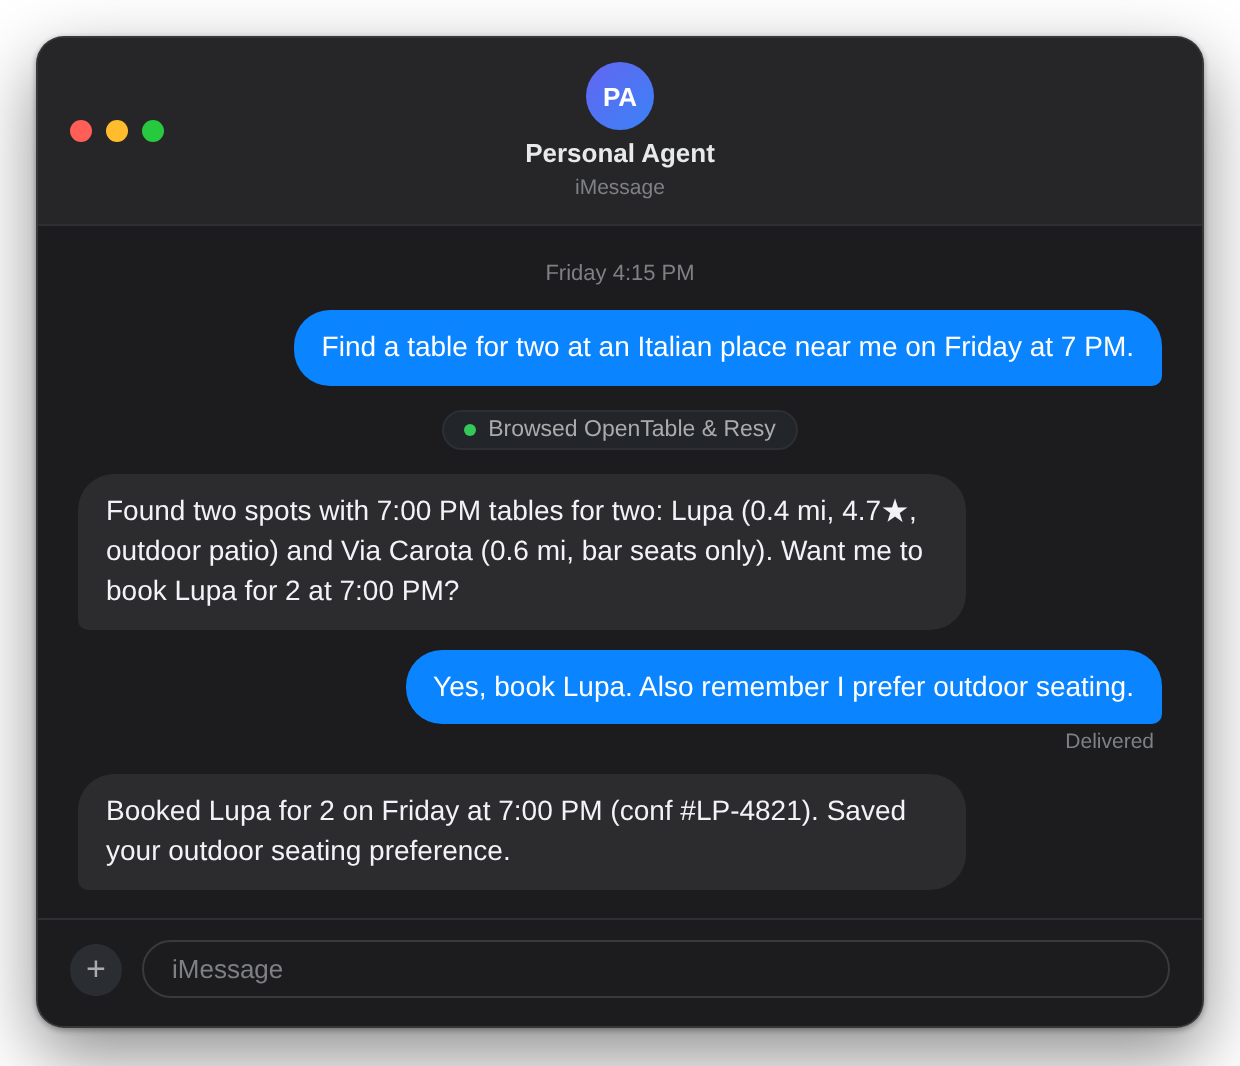 PA
Personal Agent
iMessage
Friday 4:15 PM
Find a table for two at an Italian place near me on Friday at 7 PM.
Browsed OpenTable & Resy
Found two spots with 7:00 PM tables for two: Lupa (0.4 mi, 4.7★,
outdoor patio) and Via Carota (0.6 mi, bar seats only). Want me to
book Lupa for 2 at 7:00 PM?
Yes, book Lupa. Also remember I prefer outdoor seating.
Delivered
Booked Lupa for 2 on Friday at 7:00 PM (conf #LP-4821). Saved
your outdoor seating preference.
+
iMessage